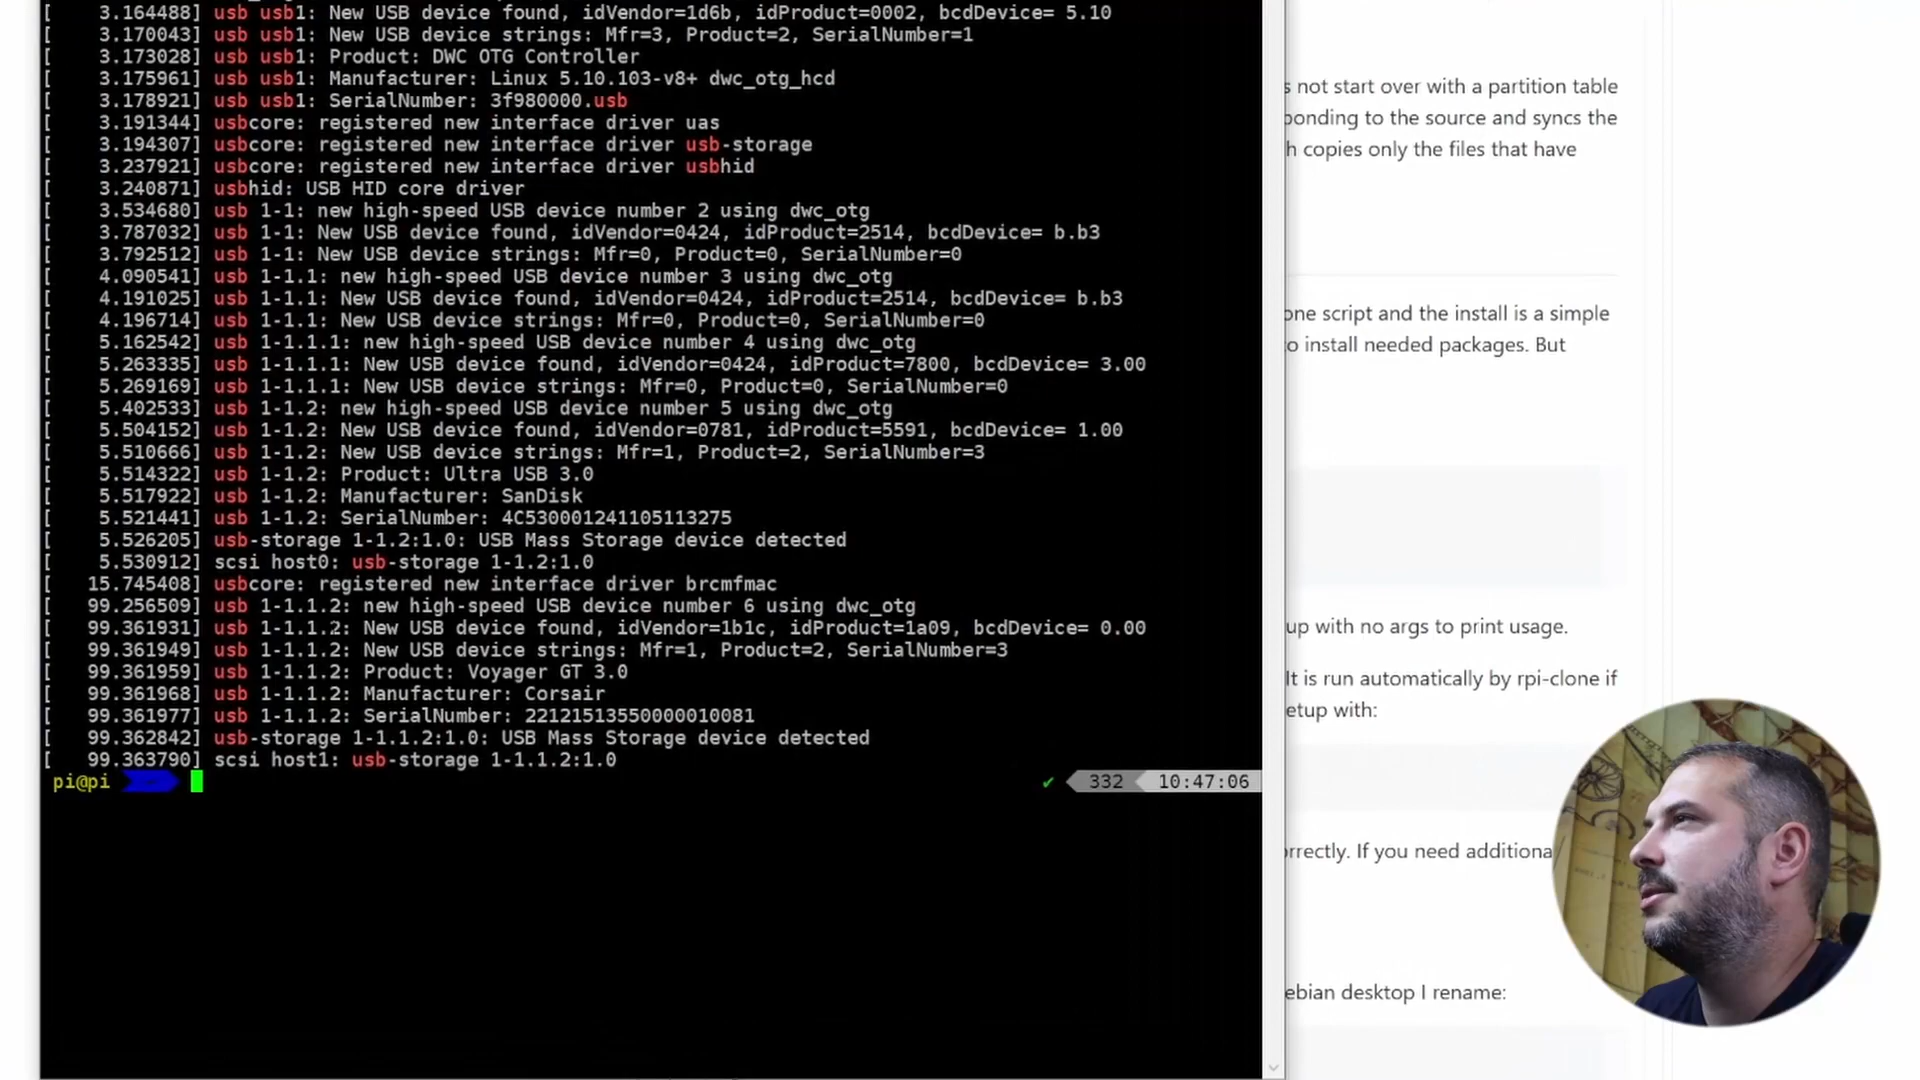 [    3.164488] usb usb1: New USB device found, idVendor=1d6b, idProduct=0002, bcdDevice= 5.10
[    3.170043] usb usb1: New USB device strings: Mfr=3, Product=2, SerialNumber=1
[    3.173028] usb usb1: Product: DWC OTG Controller
[    3.175961] usb usb1: Manufacturer: Linux 5.10.103-v8+ dwc_otg_hcd
[    3.178921] usb usb1: SerialNumber: 3f980000.usb
[    3.191344] usbcore: registered new interface driver uas
[    3.194307] usbcore: registered new interface driver usb-storage
[    3.237921] usbcore: registered new interface driver usbhid
[    3.240871] usbhid: USB HID core driver
[    3.534680] usb 1-1: new high-speed USB device number 2 using dwc_otg
[    3.787032] usb 1-1: New USB device found, idVendor=0424, idProduct=2514, bcdDevice= b.b3
[    3.792512] usb 1-1: New USB device strings: Mfr=0, Product=0, SerialNumber=0
[    4.090541] usb 1-1.1: new high-speed USB device number 3 using dwc_otg
[    4.191025] usb 1-1.1: New USB device found, idVendor=0424, idProduct=2514, bcdDevice= b.b3
[    4.196714] usb 1-1.1: New USB device strings: Mfr=0, Product=0, SerialNumber=0
[    5.162542] usb 1-1.1.1: new high-speed USB device number 4 using dwc_otg
[    5.263335] usb 1-1.1.1: New USB device found, idVendor=0424, idProduct=7800, bcdDevice= 3.00
[    5.269169] usb 1-1.1.1: New USB device strings: Mfr=0, Product=0, SerialNumber=0
[    5.402533] usb 1-1.2: new high-speed USB device number 5 using dwc_otg
[    5.504152] usb 1-1.2: New USB device found, idVendor=0781, idProduct=5591, bcdDevice= 1.00
[    5.510666] usb 1-1.2: New USB device strings: Mfr=1, Product=2, SerialNumber=3
[    5.514322] usb 1-1.2: Product: Ultra USB 3.0
[    5.517922] usb 1-1.2: Manufacturer: SanDisk
[    5.521441] usb 1-1.2: SerialNumber: 4C530001241105113275
[    5.526205] usb-storage 1-1.2:1.0: USB Mass Storage device detected
[    5.530912] scsi host0: usb-storage 1-1.2:1.0
[   15.745408] usbcore: registered new interface driver brcmfmac
[   99.256509] usb 1-1.1.2: new high-speed USB device number 6 using dwc_otg
[   99.361931] usb 1-1.1.2: New USB device found, idVendor=1b1c, idProduct=1a09, bcdDevice= 0.00
[   99.361949] usb 1-1.1.2: New USB device strings: Mfr=1, Product=2, SerialNumber=3
[   99.361959] usb 1-1.1.2: Product: Voyager GT 3.0
[   99.361968] usb 1-1.1.2: Manufacturer: Corsair
[   99.361977] usb 1-1.1.2: SerialNumber: 22121513550000010081
[   99.362842] usb-storage 1-1.1.2:1.0: USB Mass Storage device detected
[   99.363790] scsi host1: usb-storage 1-1.1.2:1.0
pi@pi ~ ✔ 332 10:47:06
s not start over with a partition table
ponding to the source and syncs the
h copies only the files that have
one script and the install is a simple
o install needed packages. But
up with no args to print usage.
It is run automatically by rpi-clone if
etup with:
orrectly. If you need additiona
ebian desktop I rename: